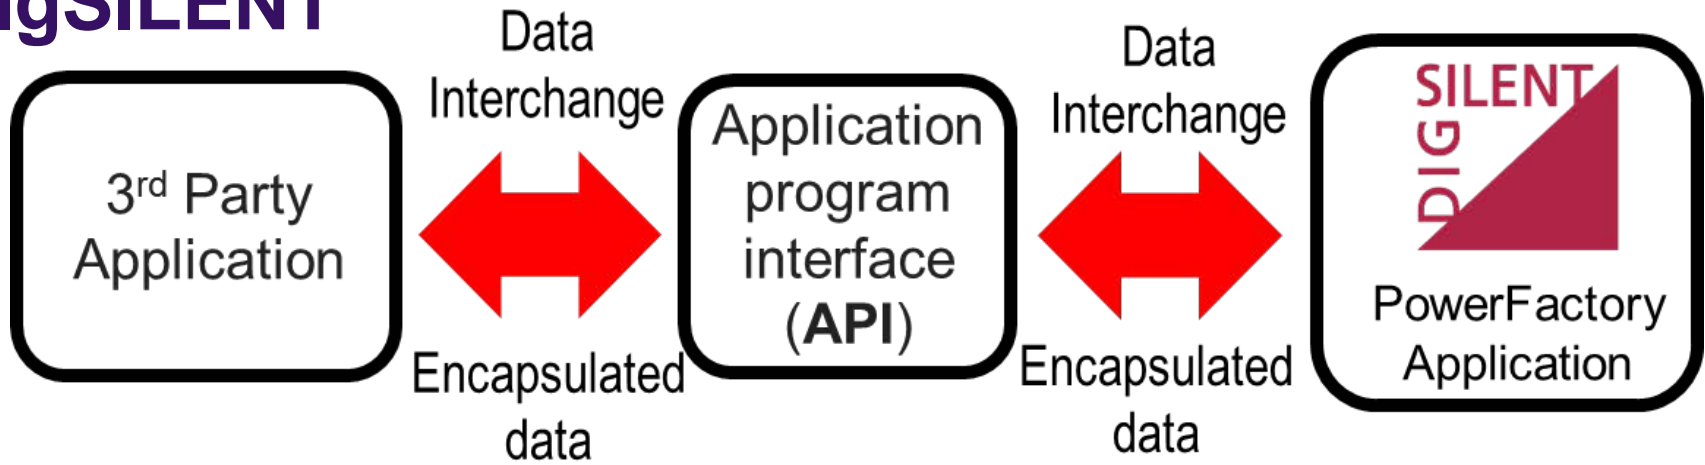 igSILENT
3rd Party
Application
Data
Interchange
Encapsulated
data
Application
program
interface
(API)
Data
Interchange
Encapsulated
data
DIG
SILENT
PowerFactory
Application